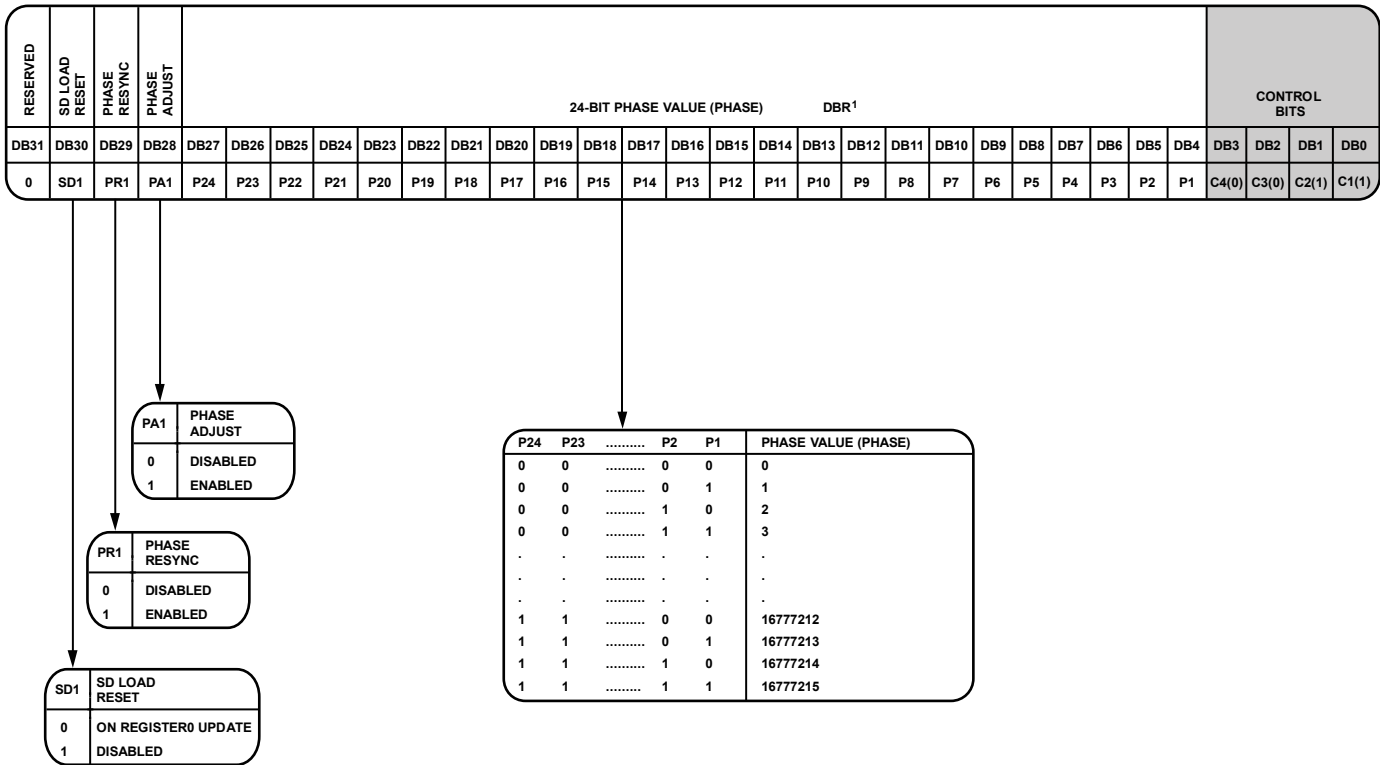 RESERVED
SD LOAD
RESET
PHASE
RESYNC
PHASE
ADJUST
24-BIT PHASE VALUE (PHASE) DBR1
CONTROL
BITS
DB31 DB30 DB29 DB28 DB27 DB26 DB25 DB24 DB23 DB22 DB21 DB20 DB19 DB18 DB17 DB16 DB15 DB14 DB13 DB12 DB11 DB10 DB9 DB8 DB7 DB6 DB5 DB4 DB3 DB2 DB1 DB0
0 SD1 PR1 PA1 P24 P23 P22 P21 P20 P19 P18 P17 P16 P15 P14 P13 P12 P11 P10 P9 P8 P7 P6 P5 P4 P3 P2 P1 C4(0) C3(0) C2(1) C1(1)
PA1 PHASE
ADJUST
0 DISABLED
1 ENABLED
PR1 PHASE
RESYNC
0 DISABLED
1 ENABLED
SD1 SD LOAD
RESET
0 ON REGISTER0 UPDATE
1 DISABLED
P24 P23 .......... P2 P1 PHASE VALUE (PHASE)
0 0 .......... 0 0 0
0 0 .......... 0 1 1
0 0 .......... 1 0 2
0 0 .......... 1 1 3
. . .......... . . .
. . .......... . . .
. . .......... . . .
1 1 .......... 0 0 16777212
1 1 .......... 0 1 16777213
1 1 .......... 1 0 16777214
1 1 ......... 1 1 16777215